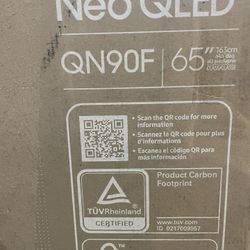 Neo QLED
QN90F 65" 163cm
• Scan the QR code for more
information
• Scannez le code QR pour plus
d'informations
• Escanea el código QR para
más información
TÜVRheinland
CERTIFIED
Product Carbon
Footprint
www.tuv.com
ID 0217009557